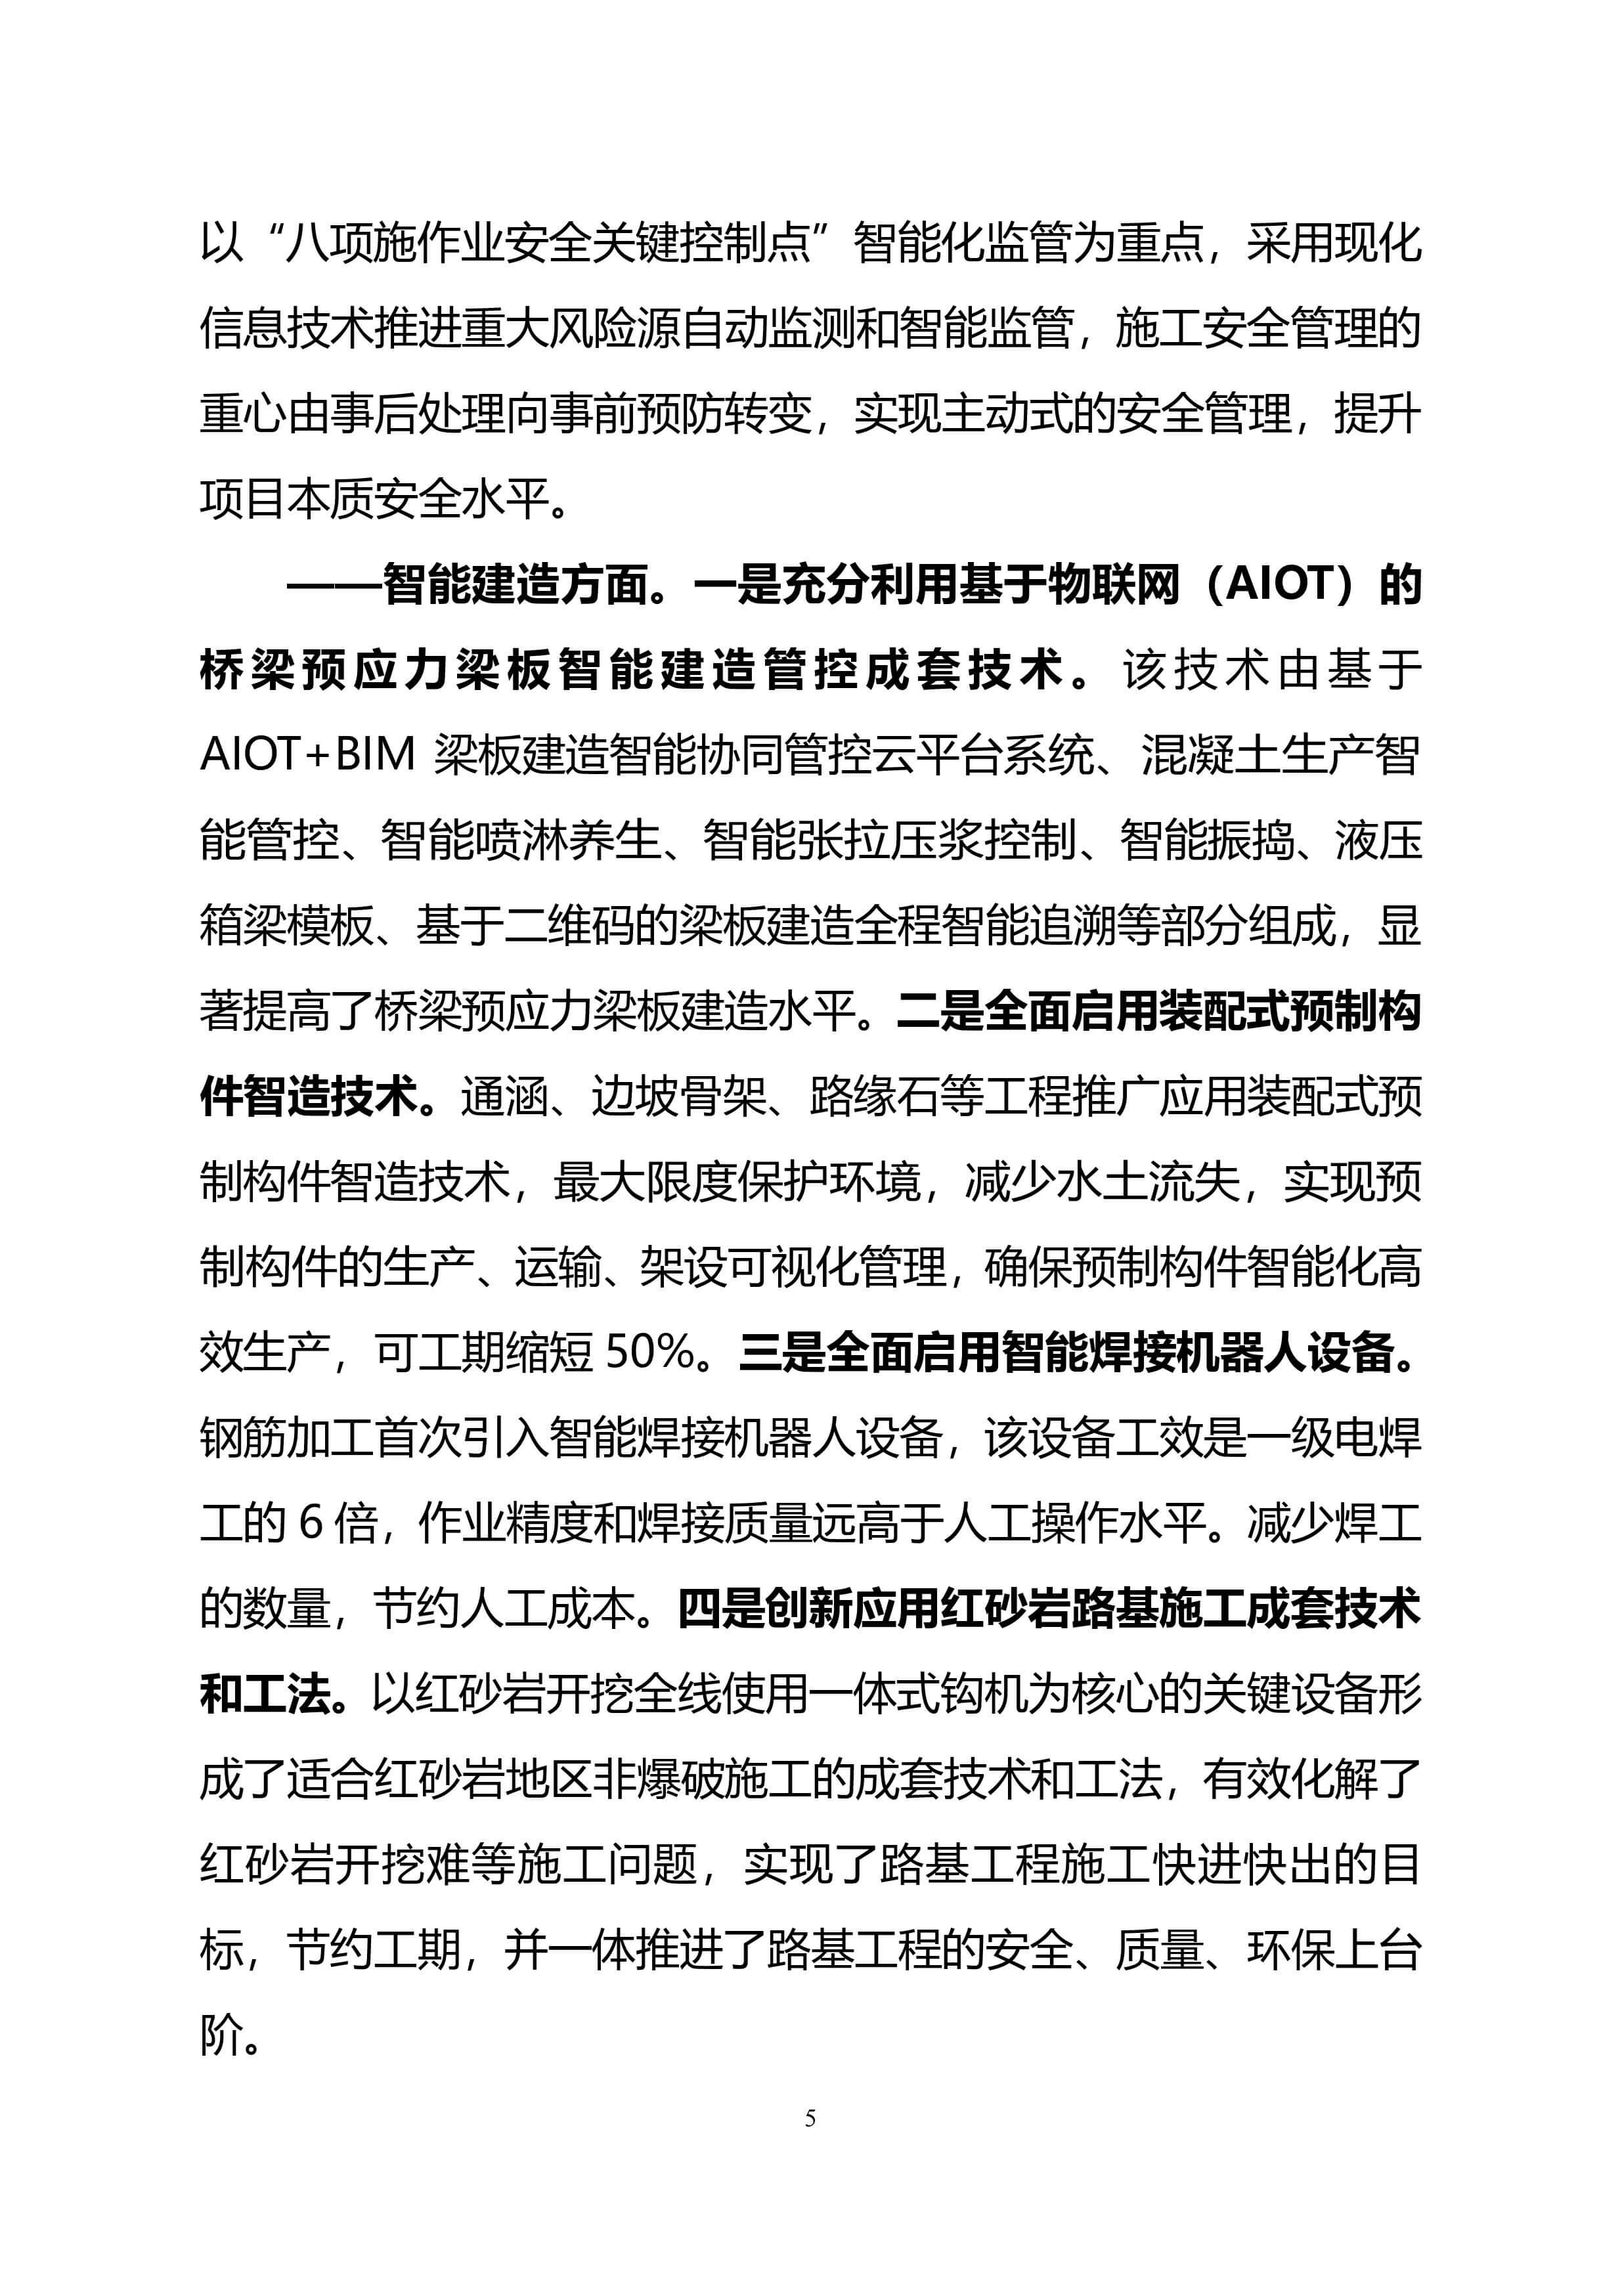 以“八项施作业安全关键控制点”智能化监管为重点，采用现化
信息技术推进重大风险源自动监测和智能监管，施工安全管理的
重心由事后处理向事前预防转变，实现主动式的安全管理，提升
项目本质安全水平。
——智能建造方面。一是充分利用基于物联网（AIOT）的
桥梁预应力梁板智能建造管控成套技术。该技术由基于
AIOT+BIM 梁板建造智能协同管控云平台系统、混凝土生产智
能管控、智能喷淋养生、智能张拉压浆控制、智能振捣、液压
箱梁模板、基于二维码的梁板建造全程智能追溯等部分组成，显
著提高了桥梁预应力梁板建造水平。二是全面启用装配式预制构
件智造技术。通涵、边坡骨架、路缘石等工程推广应用装配式预
制构件智造技术，最大限度保护环境，减少水土流失，实现预
制构件的生产、运输、架设可视化管理，确保预制构件智能化高
效生产，可工期缩短 50%。三是全面启用智能焊接机器人设备。
钢筋加工首次引入智能焊接机器人设备，该设备工效是一级电焊
工的 6 倍，作业精度和焊接质量远高于人工操作水平。减少焊工
的数量，节约人工成本。四是创新应用红砂岩路基施工成套技术
和工法。以红砂岩开挖全线使用一体式钩机为核心的关键设备形
成了适合红砂岩地区非爆破施工的成套技术和工法，有效化解了
红砂岩开挖难等施工问题，实现了路基工程施工快进快出的目
标，节约工期，并一体推进了路基工程的安全、质量、环保上台
阶。
5